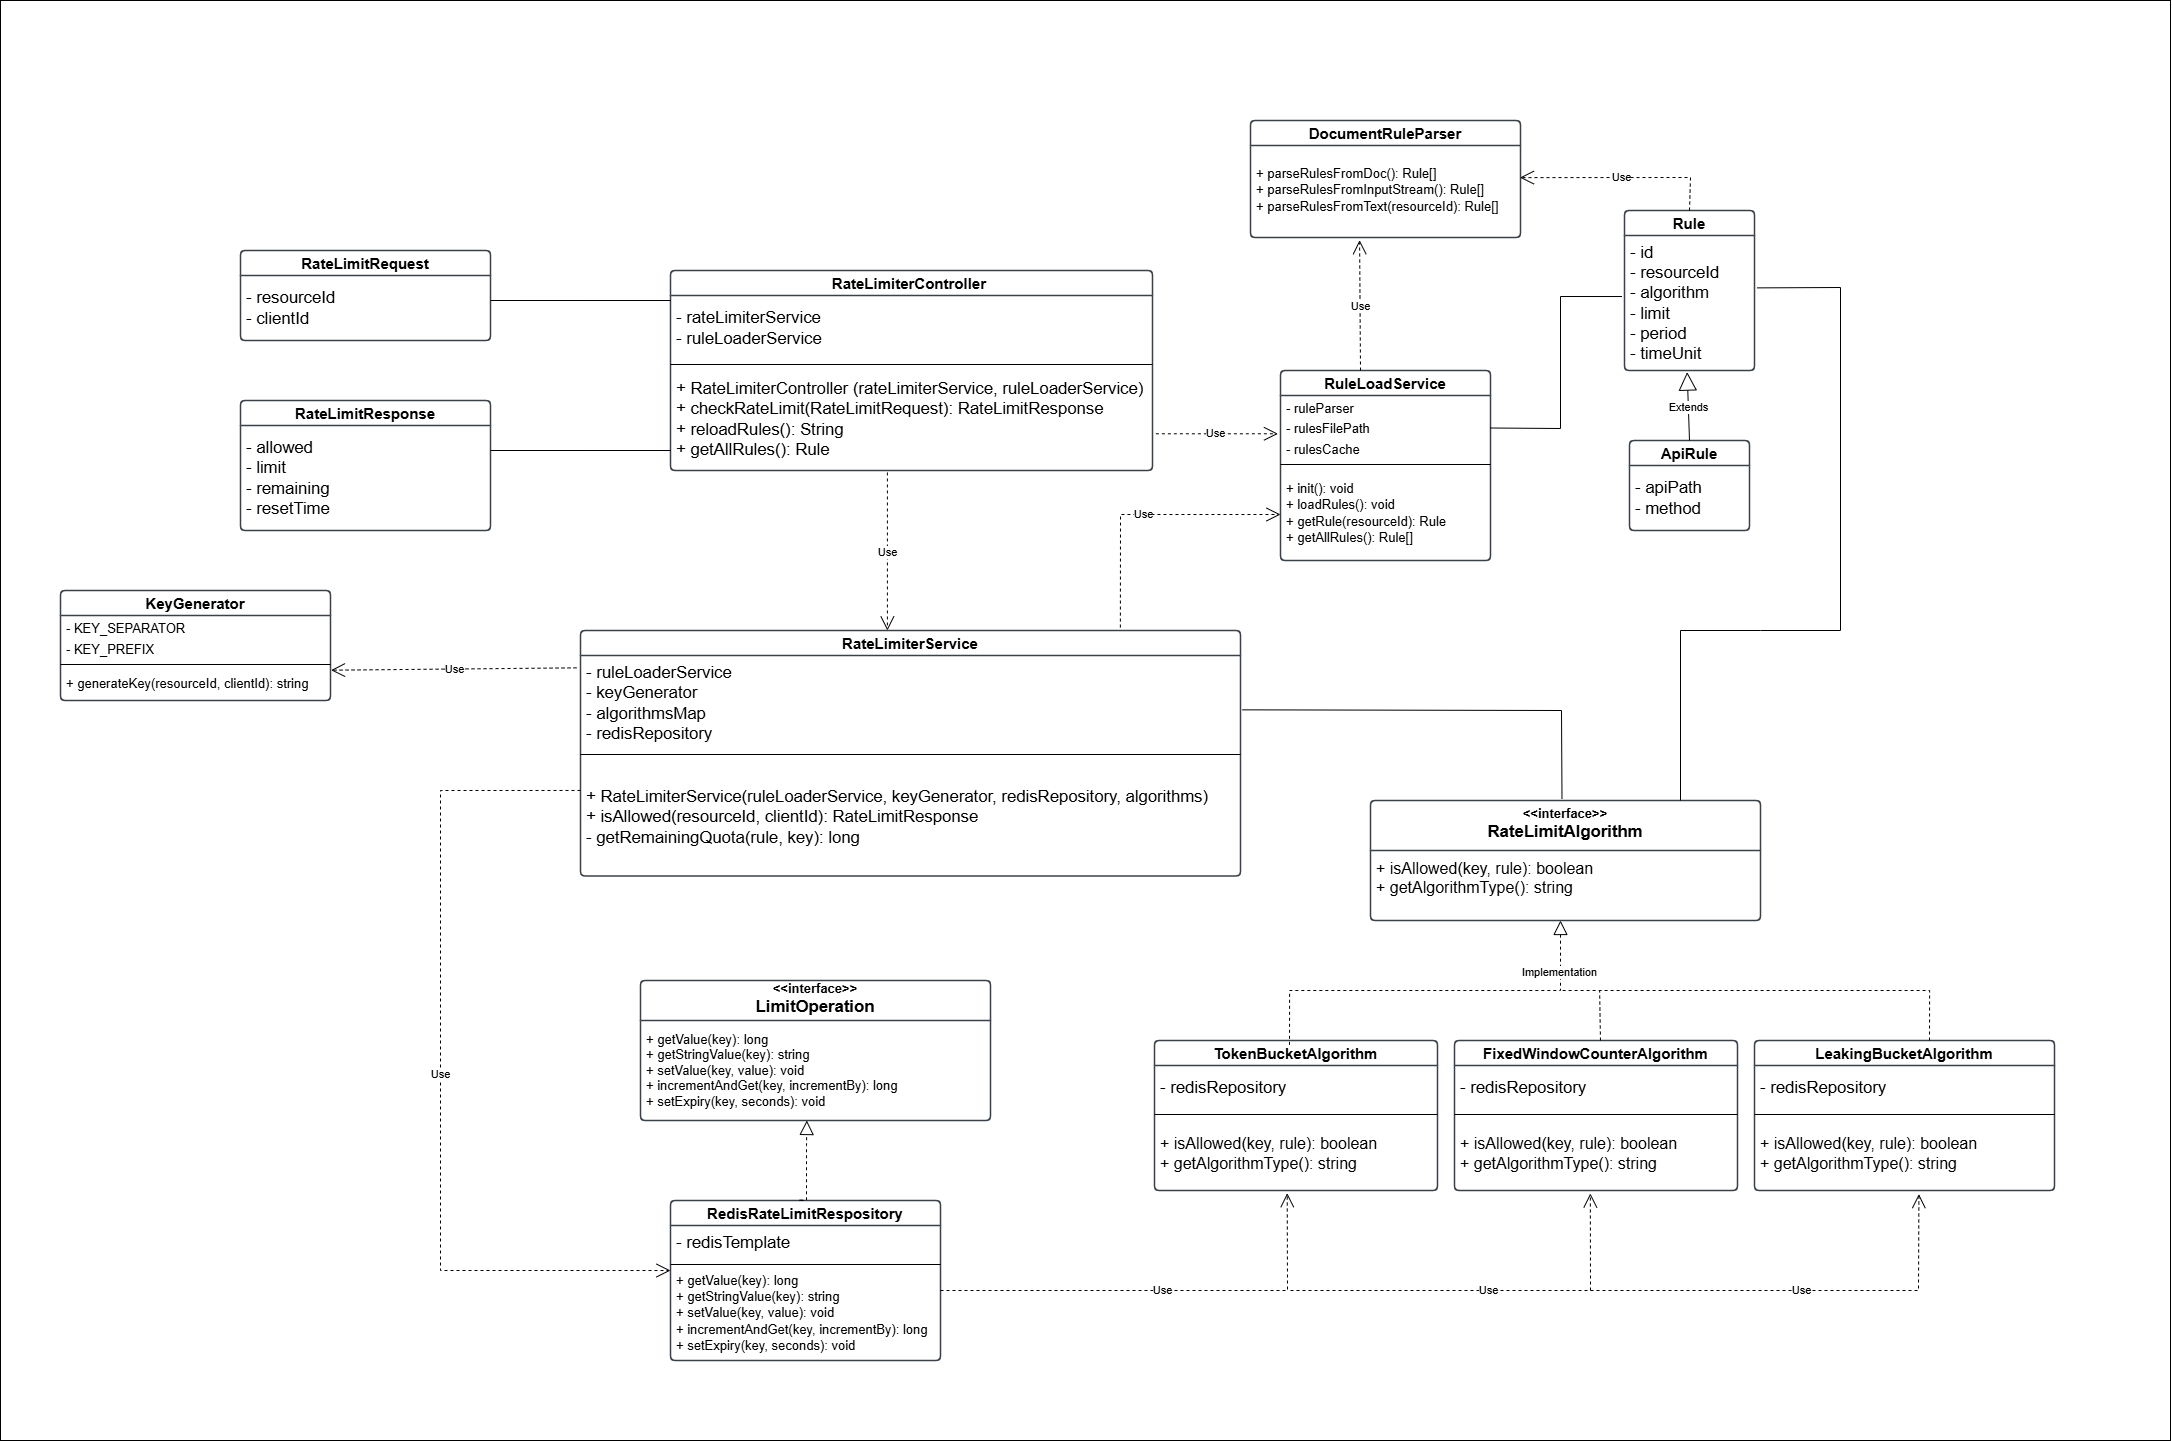 DocumentRuleParser
+ parseRulesFromDoc(): Rule[]
+ parseRulesFromInputStream(): Rule[]
+ parseRulesFromText(resourceId): Rule[]
Use
Rule
- id
- resourceId
- algorithm
- limit
- period
- timeUnit
RateLimitRequest
- resourceId
- clientId
RateLimiterController
- rateLimiterService
- ruleLoaderService
+ RateLimiterController (rateLimiterService, ruleLoaderService)
+ checkRateLimit(RateLimitRequest): RateLimitResponse
+ reloadRules(): String
+ getAllRules(): Rule
Use
RateLimitResponse
- allowed
- limit
- remaining
- resetTime
Use
RuleLoadService
- ruleParser
- rulesFilePath
- rulesCache
+ init(): void
+ loadRules(): void
+ getRule(resourceId): Rule
+ getAllRules(): Rule[]
Extends
ApiRule
- apiPath
- method
Use
Use
KeyGenerator
- KEY_SEPARATOR
- KEY_PREFIX
+ generateKey(resourceId, clientId): string
Use
RateLimiterService
- ruleLoaderService
- keyGenerator
- algorithmsMap
- redisRepository
+ RateLimiterService(ruleLoaderService, keyGenerator, redisRepository, algorithms)
+ isAllowed(resourceId, clientId): RateLimitResponse
- getRemainingQuota(rule, key): long
<<interface>>
RateLimitAlgorithm
+ isAllowed(key, rule): boolean
+ getAlgorithmType(): string
Implementation
<<interface>>
LimitOperation
+ getValue(key): long
+ getStringValue(key): string
+ setValue(key, value): void
+ incrementAndGet(key, incrementBy): long
+ setExpiry(key, seconds): void
Use
TokenBucketAlgorithm
- redisRepository
+ isAllowed(key, rule): boolean
+ getAlgorithmType(): string
FixedWindowCounterAlgorithm
- redisRepository
+ isAllowed(key, rule): boolean
+ getAlgorithmType(): string
LeakingBucketAlgorithm
- redisRepository
+ isAllowed(key, rule): boolean
+ getAlgorithmType(): string
RedisRateLimitRespository
- redisTemplate
+ getValue(key): long
+ getStringValue(key): string
+ setValue(key, value): void
+ incrementAndGet(key, incrementBy): long
+ setExpiry(key, seconds): void
Use
Use
Use